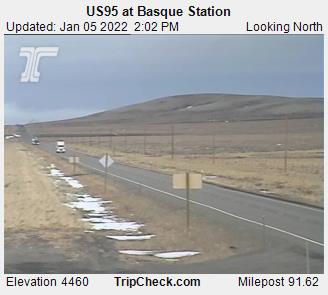 US95 at Basque Station
Updated: Jan 05 2022 2:02 PM Looking North
Elevation 4460 TripCheck.com Milepost 91.62